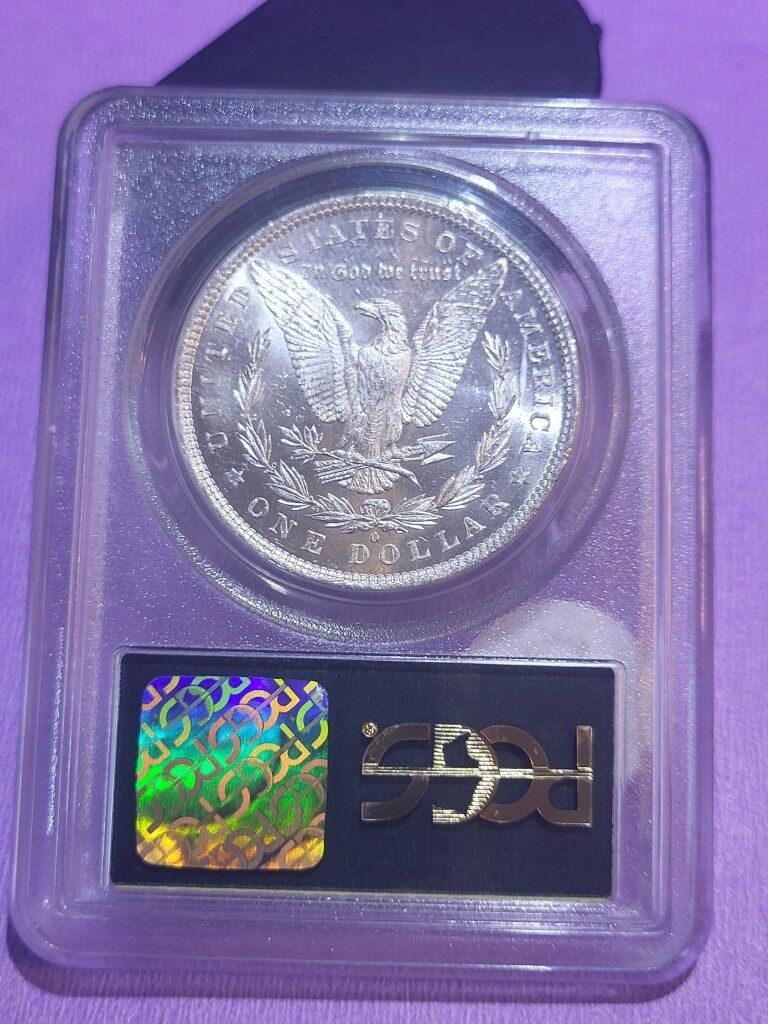 UNITED STATES OF AMERICA
In God we trust
ONE DOLLAR
O
PCGS
®